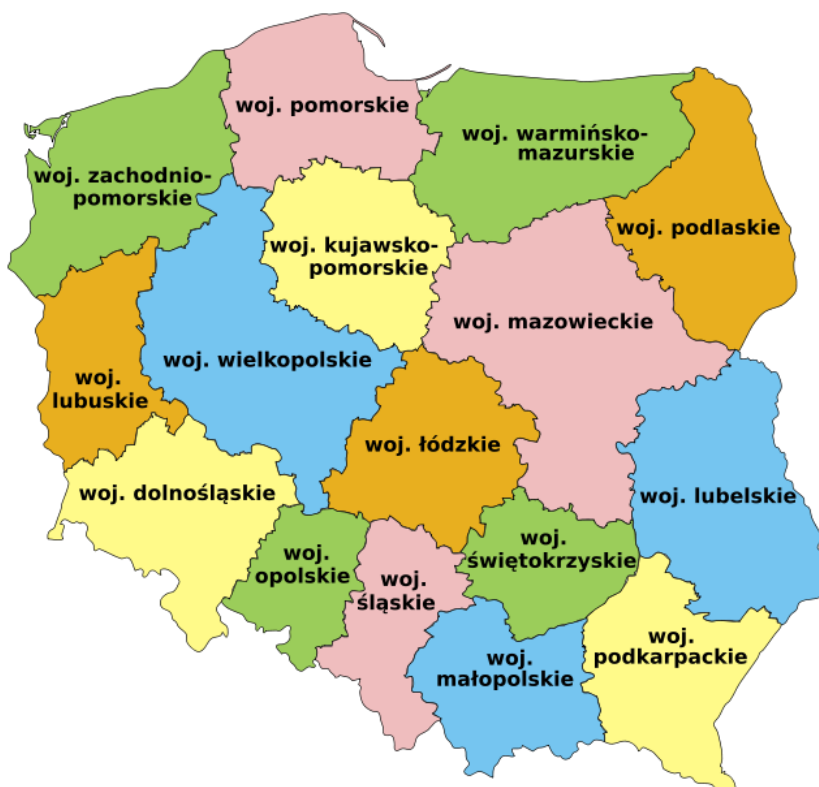 woj. pomorskie
woj. warmińsko-
mazurskie
woj. zachodnio-
pomorskie
woj. podlaskie
woj. kujawsko-
pomorskie
woj. mazowieckie
woj. wielkopolskie
woj.
lubuskie
woj. łódzkie
woj. dolnośląskie
woj. lubelskie
woj.
opolskie
woj.
śląskie
woj.
świętokrzyskie
woj.
małopolskie
woj.
podkarpackie